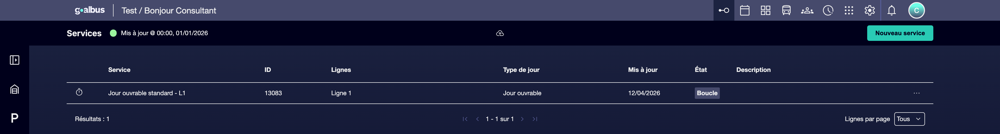 goalbus
Test / Bonjour Consultant
C
Services
Mis à jour @ 00:00, 01/01/2026
Nouveau service
Service ID Lignes Type de jour Mis à jour État Description
Jour ouvrable standard - L1 13083 Ligne 1 Jour ouvrable 12/04/2026 Boucle ...
P
Résultats : 1
1 - 1 sur 1
Lignes par page Tous